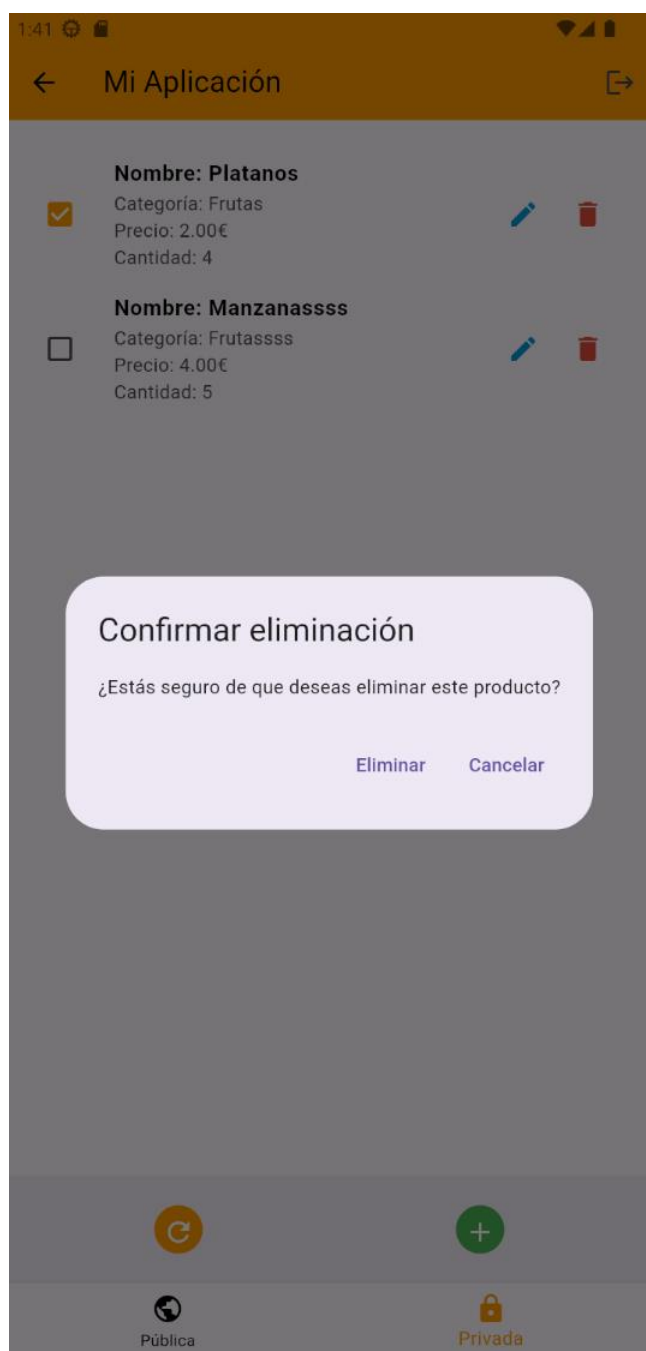 1:41
Mi Aplicación
Nombre: Platanos
Categoría: Frutas
Precio: 2.00€
Cantidad: 4
Nombre: Manzanassss
Categoría: Frutassss
Precio: 4.00€
Cantidad: 5
Confirmar eliminación
¿Estás seguro de que deseas eliminar este producto?
Eliminar Cancelar
Pública Privada